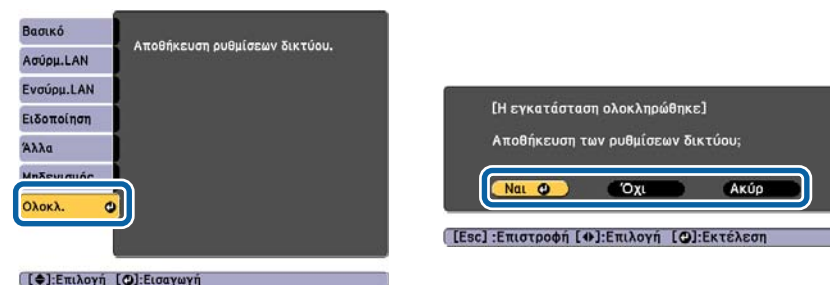 Βασικό
Ασύρμ.LAN
Ενσύρμ.LAN
Ειδοποίηση
Άλλα
Μηδενισμός
Ολοκλ.
Αποθήκευση ρυθμίσεων δικτύου.
[◆]:Επιλογή [⏎]:Εισαγωγή
[Η εγκατάσταση ολοκληρώθηκε]
Αποθήκευση των ρυθμίσεων δικτύου;
Ναι Όχι Ακύρ
[Esc] :Επιστροφή [◆]:Επιλογή [⏎]:Εκτέλεση